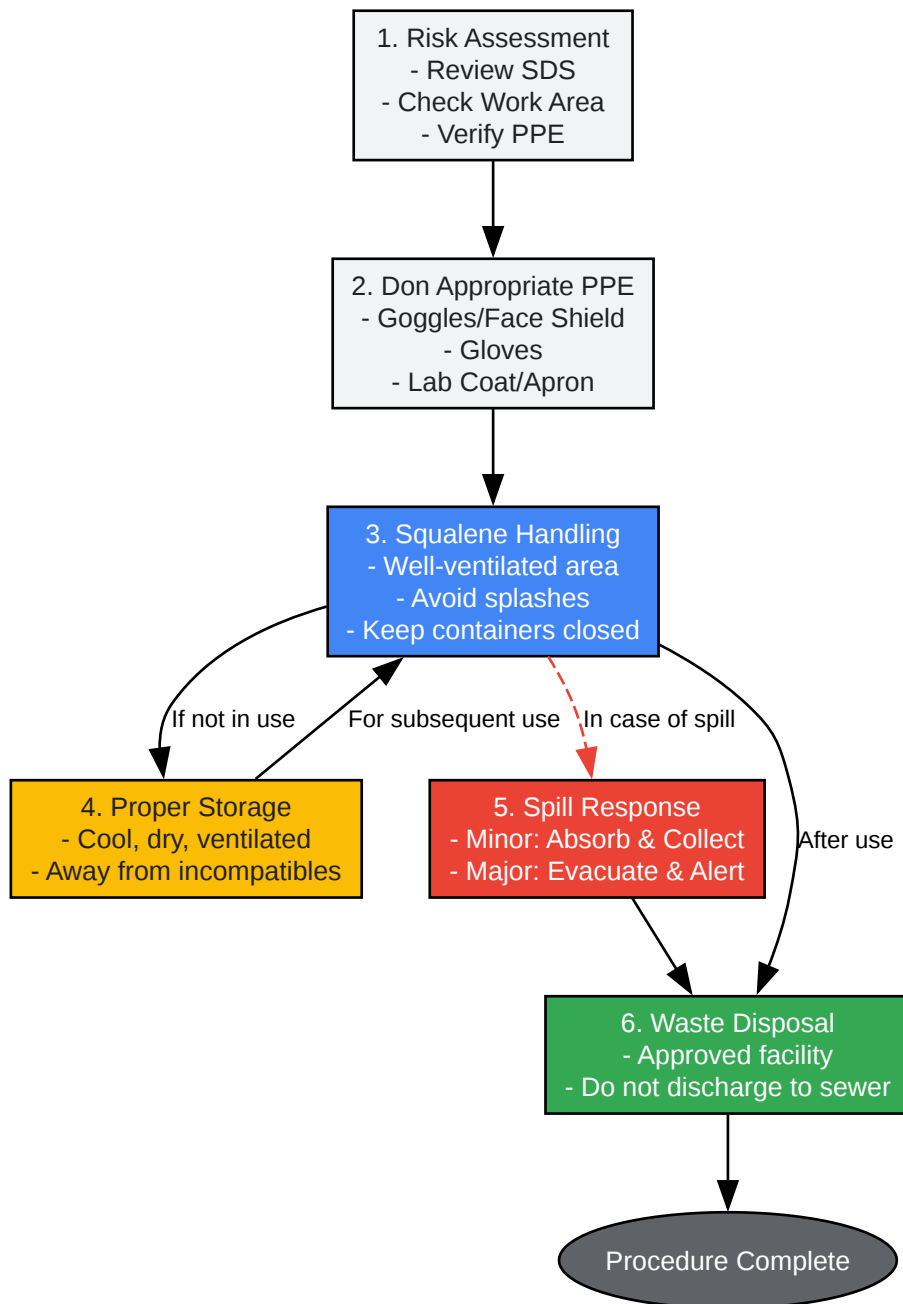 1. Risk Assessment
- Review SDS
- Check Work Area
- Verify PPE
2. Don Appropriate PPE
- Goggles/Face Shield
- Gloves
- Lab Coat/Apron
3. Squalene Handling
- Well-ventilated area
- Avoid splashes
- Keep containers closed
If not in use
For subsequent use
In case of spill
4. Proper Storage
- Cool, dry, ventilated
- Away from incompatibles
5. Spill Response
- Minor: Absorb & Collect
- Major: Evacuate & Alert
After use
6. Waste Disposal
- Approved facility
- Do not discharge to sewer
Procedure Complete